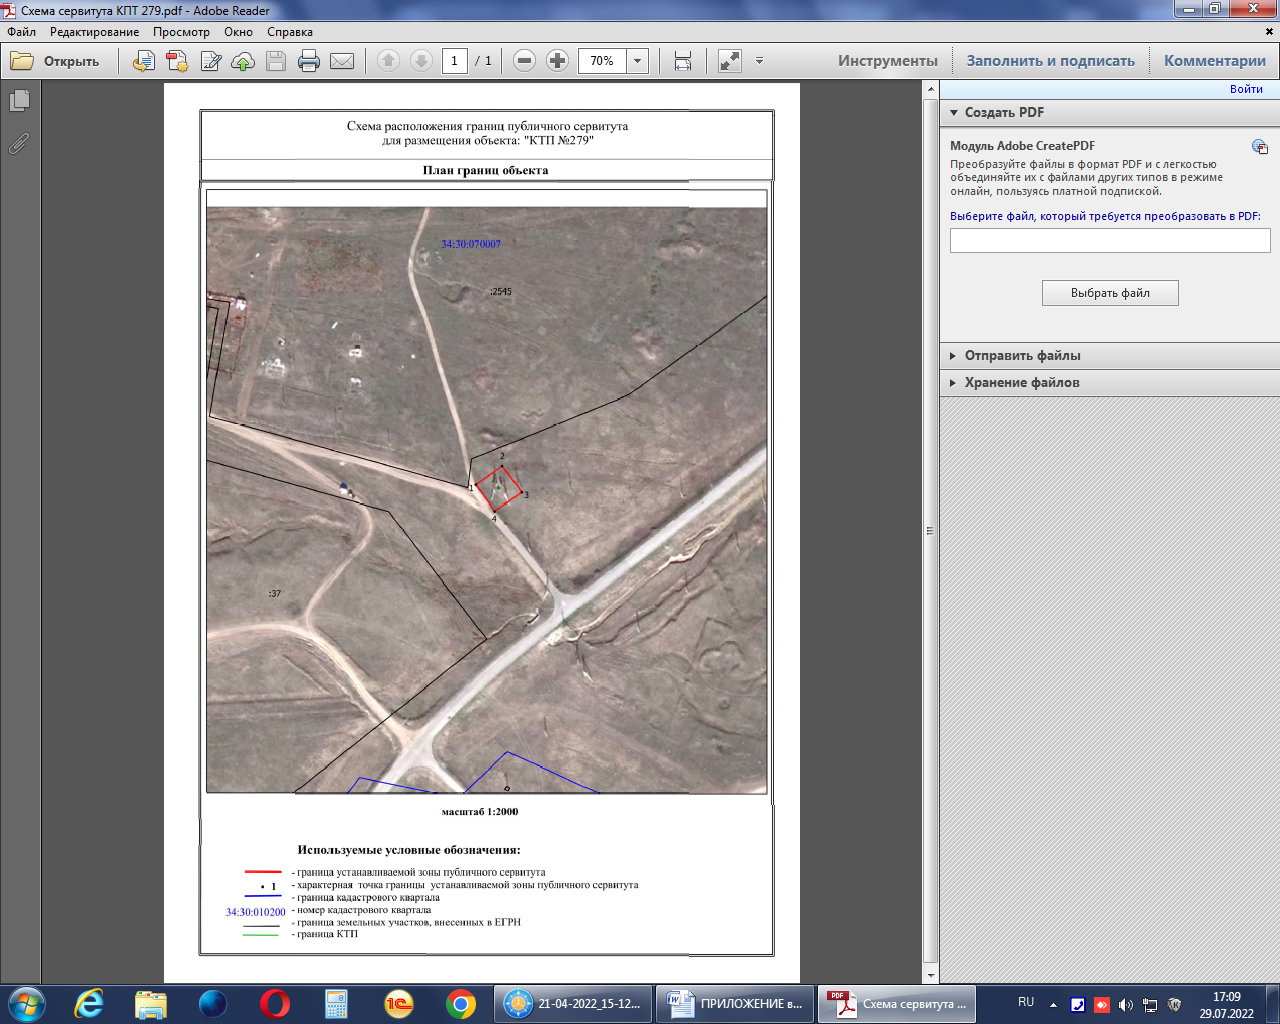 Схема сервитута КПТ 279.pdf - Adobe Reader
Файл Редактирование Просмотр Окно Справка
Открыть 1 / 1 70% Инструменты Заполнить и подписать Комментарии
Войти
Создать PDF
Модуль Adobe CreatePDF
Преобразуйте файлы в формат PDF и с легкостью
объединяйте их с файлами других типов в режиме
онлайн, пользуясь платной подпиской.
Выберите файл, который требуется преобразовать в PDF:
Выбрать файл
Отправить файлы
Хранение файлов
Схема расположения границ публичного сервитута
для размещения объекта: "КТП №279"
План границ объекта
34:30:070007
:2545
2
1
3
4
:37
масштаб 1:2000
Используемые условные обозначения:
- граница устанавливаемой зоны публичного сервитута
1 - характерная точка границы устанавливаемой зоны публичного сервитута
- граница кадастрового квартала
34:30:010200 - номер кадастрового квартала
- граница земельных участков, внесенных в ЕГРН
- граница КТП
21-04-2022_15-12... ПРИЛОЖЕНИЕ в... Схема сервитута ... RU 17:09
29.07.2022